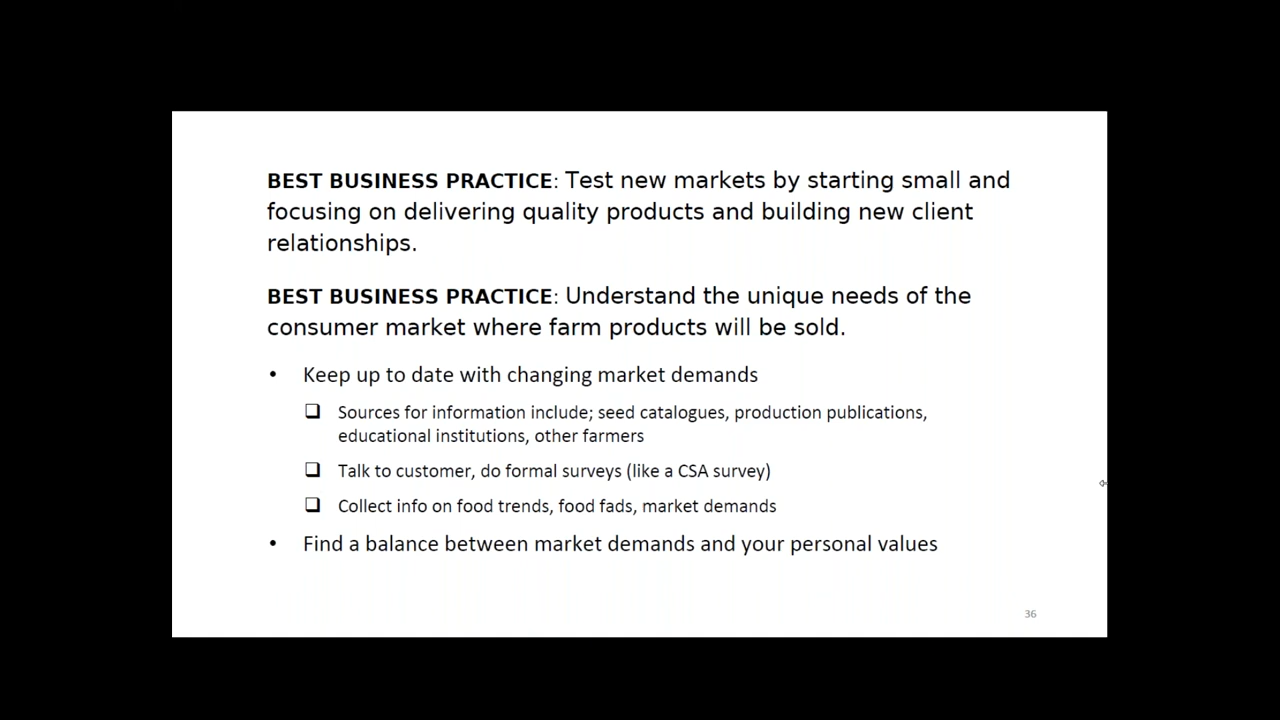 BEST BUSINESS PRACTICE: Test new markets by starting small and
focusing on delivering quality products and building new client
relationships.
BEST BUSINESS PRACTICE: Understand the unique needs of the
consumer market where farm products will be sold.
• Keep up to date with changing market demands
❑ Sources for information include; seed catalogues, production publications,
educational institutions, other farmers
❑ Talk to customer, do formal surveys (like a CSA survey)
❑ Collect info on food trends, food fads, market demands
• Find a balance between market demands and your personal values
36